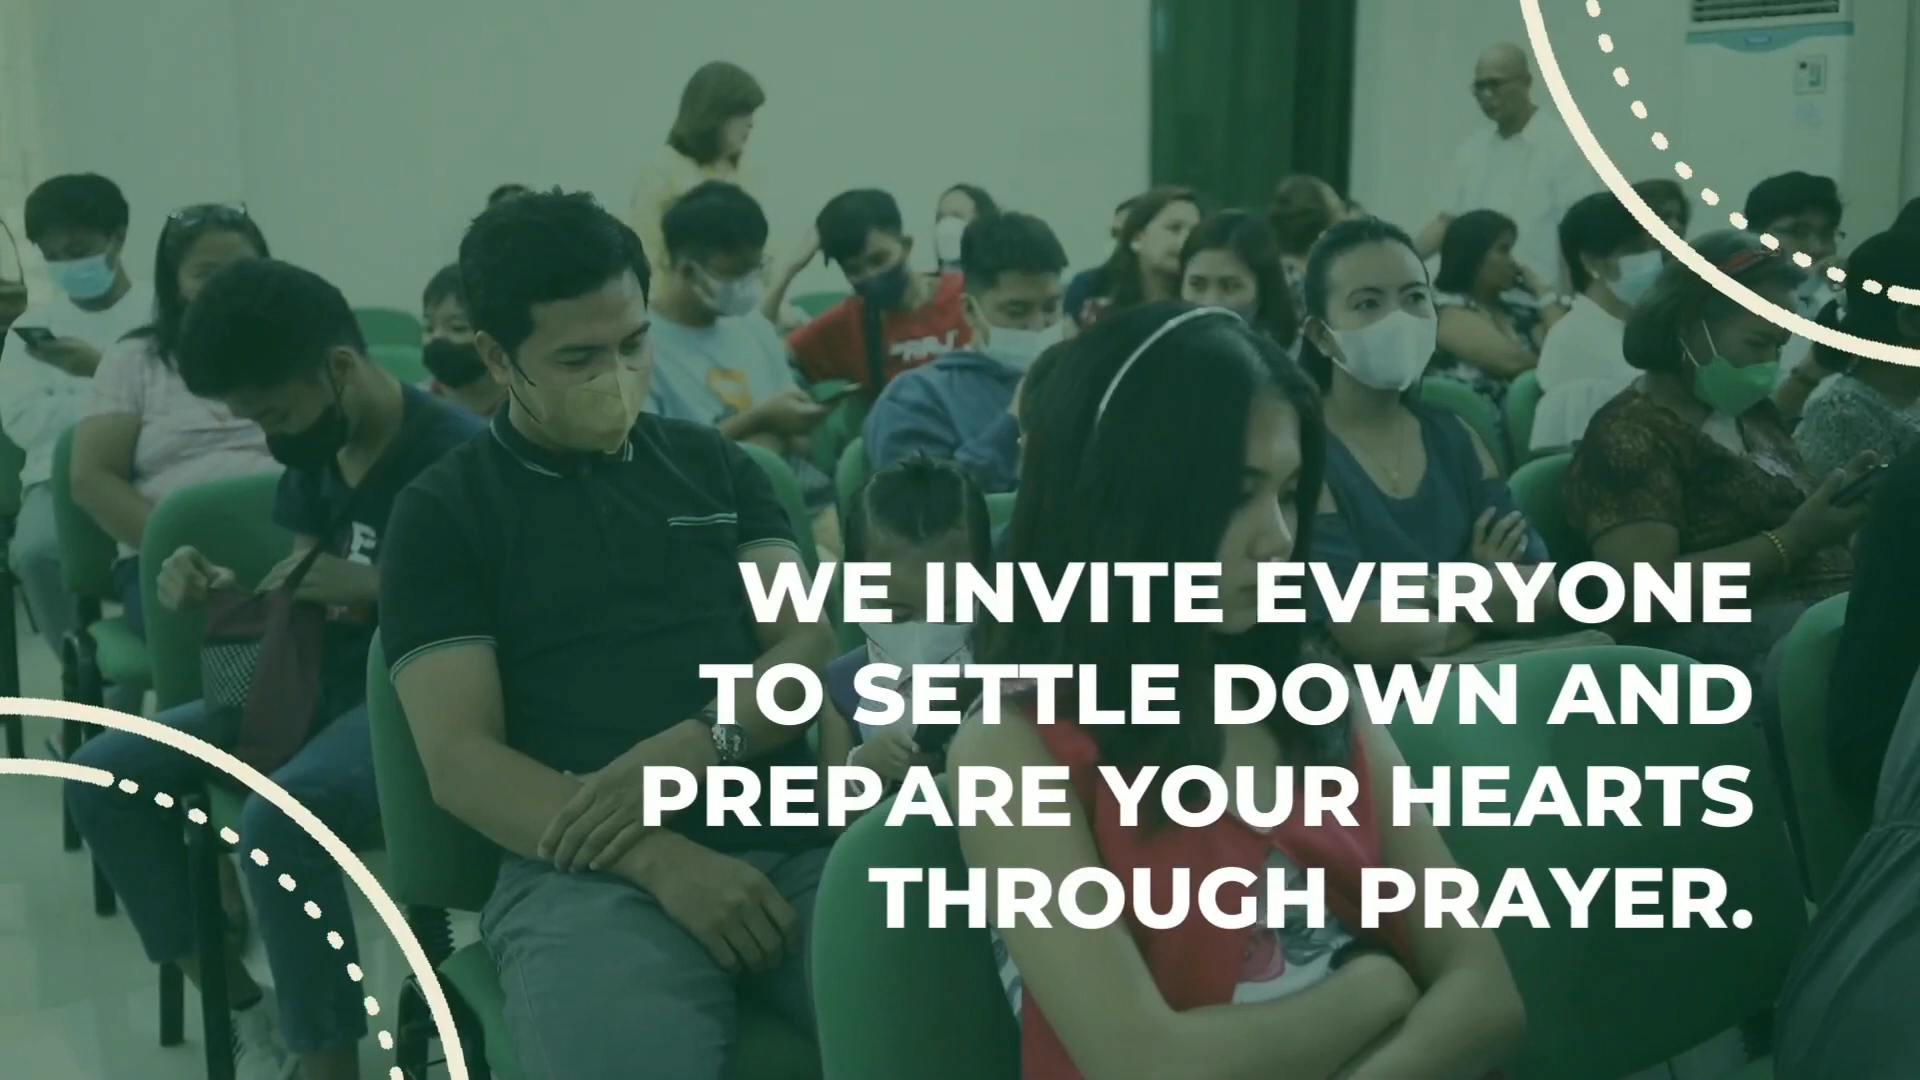 WE INVITE EVERYONE
TO SETTLE DOWN AND
PREPARE YOUR HEARTS
THROUGH PRAYER.